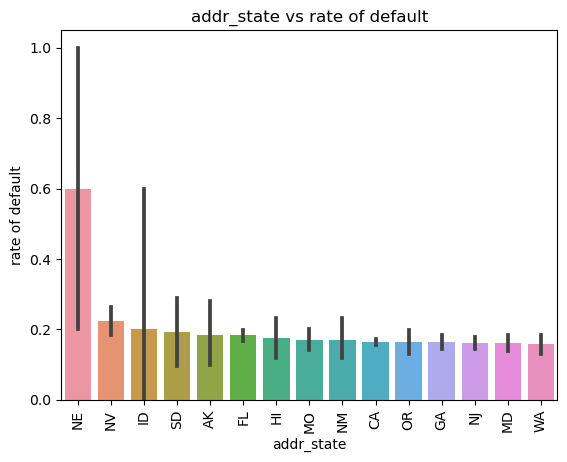 addr_state vs rate of default
rate of default
1.0
0.8
0.6
0.4
0.2
0.0
NE NV ID SD AK FL HI MO NM CA OR GA NJ MD WA
addr_state